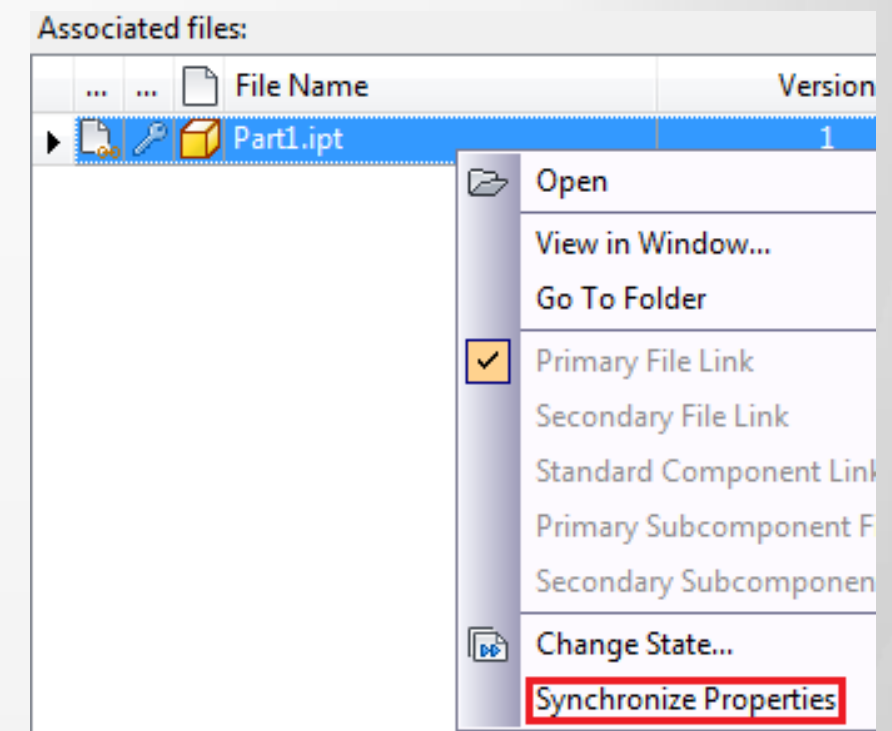 Associated files:
... ... File Name Version
Part1.ipt 1
Open
View in Window...
Go To Folder
Primary File Link
Secondary File Link
Standard Component Link
Primary Subcomponent F
Secondary Subcomponen
Change State...
Synchronize Properties